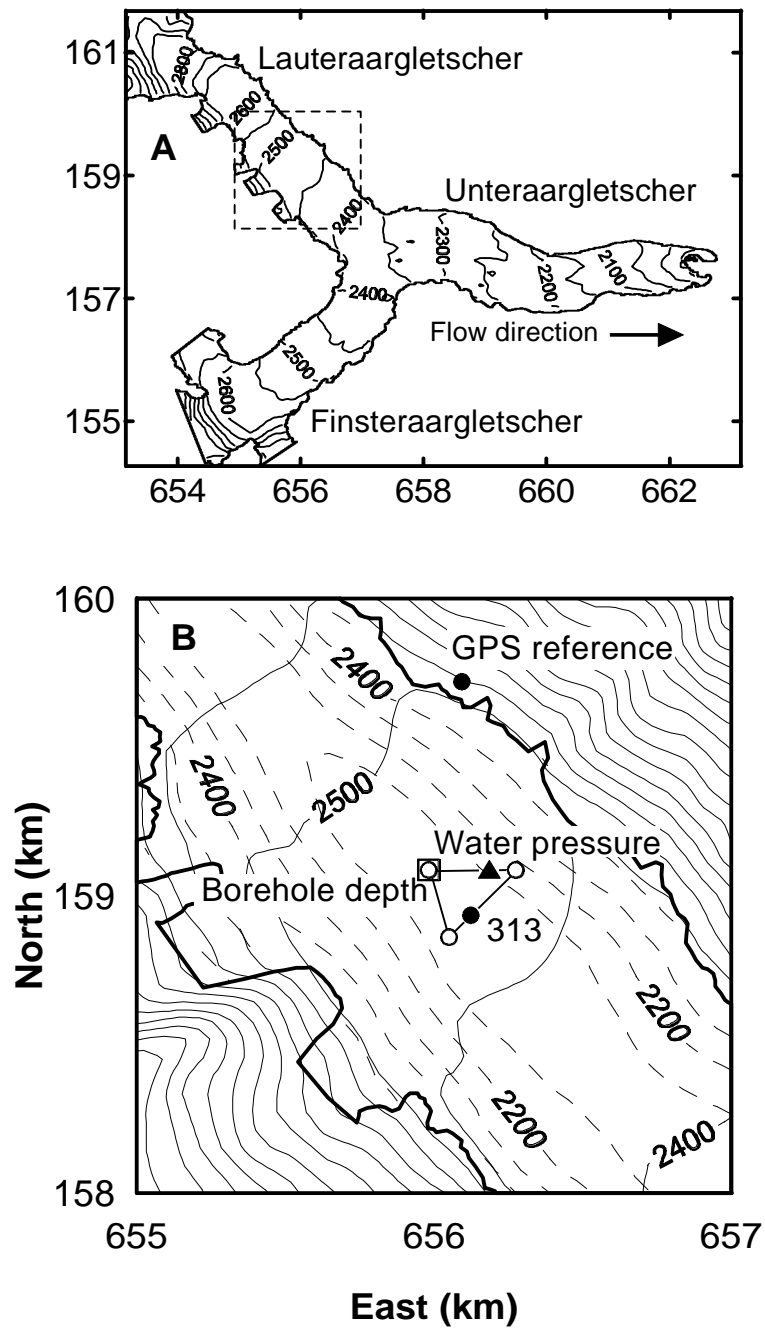 161
159
157
155
A
Lauteraargletscher
2800
2600
2500
2400
Unteraargletscher
2300
2200
2100
2400
Flow direction
2500
2600
Finsteraargletscher
654
656
658
660
662
160
159
158
North (km)
B
GPS reference
2400
2400
2500
Water pressure
Borehole depth
313
2200
2200
2400
655
656
657
East (km)